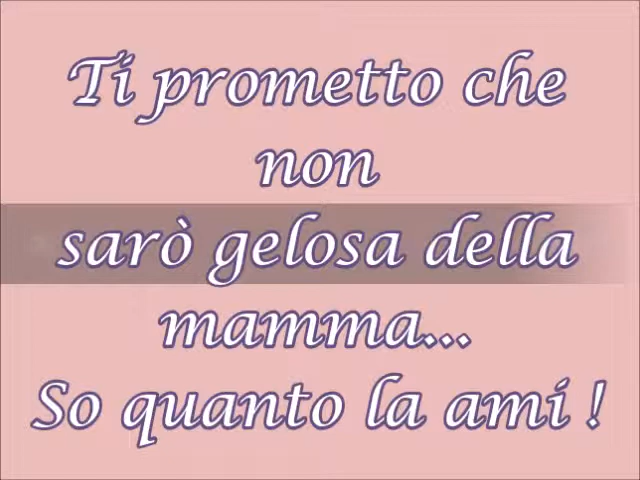 Ti prometto che
non
sarò gelosa della
mamma...
So quanto la ami !